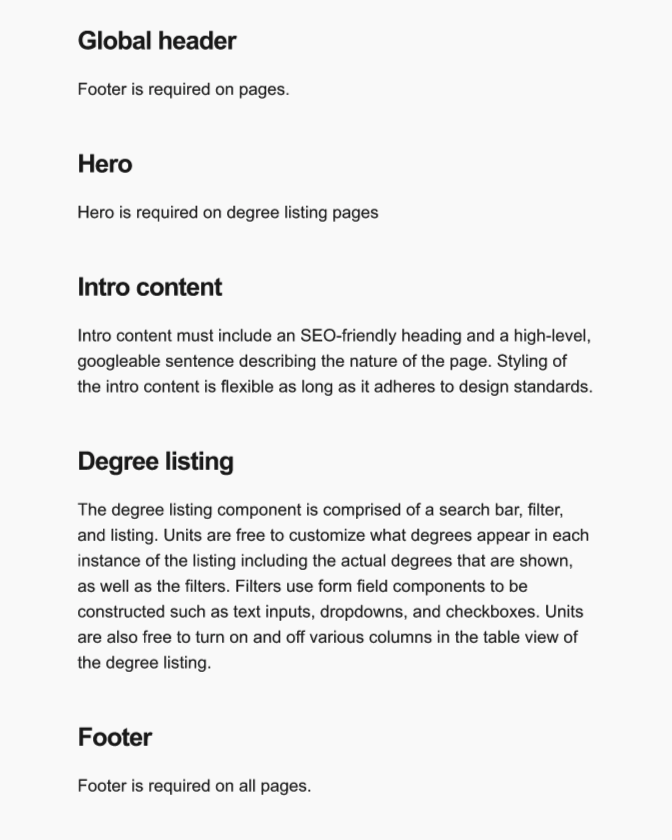 Global header
Footer is required on pages.
Hero
Hero is required on degree listing pages
Intro content
Intro content must include an SEO-friendly heading and a high-level,
googleable sentence describing the nature of the page. Styling of
the intro content is flexible as long as it adheres to design standards.
Degree listing
The degree listing component is comprised of a search bar, filter,
and listing. Units are free to customize what degrees appear in each
instance of the listing including the actual degrees that are shown,
as well as the filters. Filters use form field components to be
constructed such as text inputs, dropdowns, and checkboxes. Units
are also free to turn on and off various columns in the table view of
the degree listing.
Footer
Footer is required on all pages.